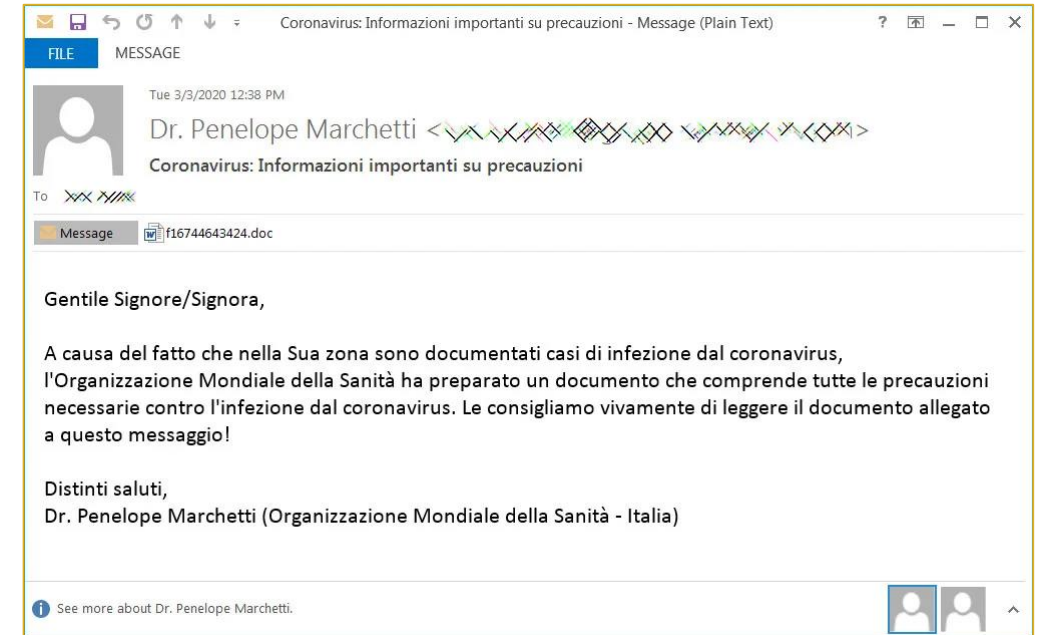 Coronavirus: Informazioni importanti su precauzioni - Message (Plain Text)
FILE MESSAGE
Tue 3/3/2020 12:38 PM
Dr. Penelope Marchetti < >
Coronavirus: Informazioni importanti su precauzioni
To
Message f16744643424.doc
Gentile Signore/Signora,
A causa del fatto che nella Sua zona sono documentati casi di infezione dal coronavirus,
l'Organizzazione Mondiale della Sanità ha preparato un documento che comprende tutte le precauzioni
necessarie contro l'infezione dal coronavirus. Le consigliamo vivamente di leggere il documento allegato
a questo messaggio!
Distinti saluti,
Dr. Penelope Marchetti (Organizzazione Mondiale della Sanità - Italia)
See more about Dr. Penelope Marchetti.